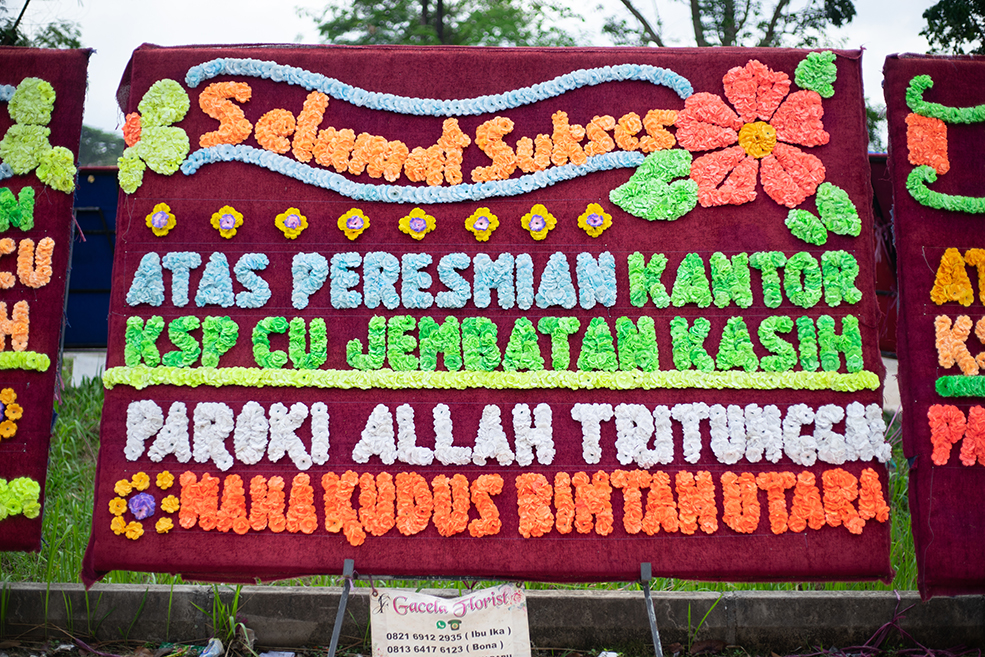 Selamat Sukses
ATAS PERESMIAN KANTOR
KSP CU JEMBATAN KASIH
PAROKI ALLAH TRITUNGGAL
MAHA KUDUS BINTAN UTARA
Gacela Florist
0821 6912 2935 ( Ibu Ika )
0813 6417 6123 ( Bona )